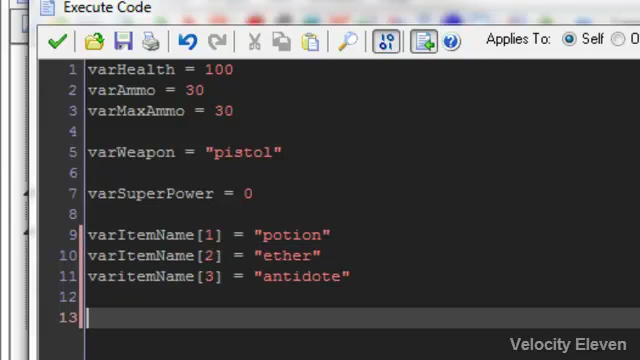 Execute Code
Applies To: Self
1 varHealth = 100
2 varAmmo = 30
3 varMaxAmmo = 30
4
5 varWeapon = "pistol"
6
7 varSuperPower = 0
8
9 varItemName[1] = "potion"
10 varItemName[2] = "ether"
11 varitemName[3] = "antidote"
12
13
Velocity Eleven